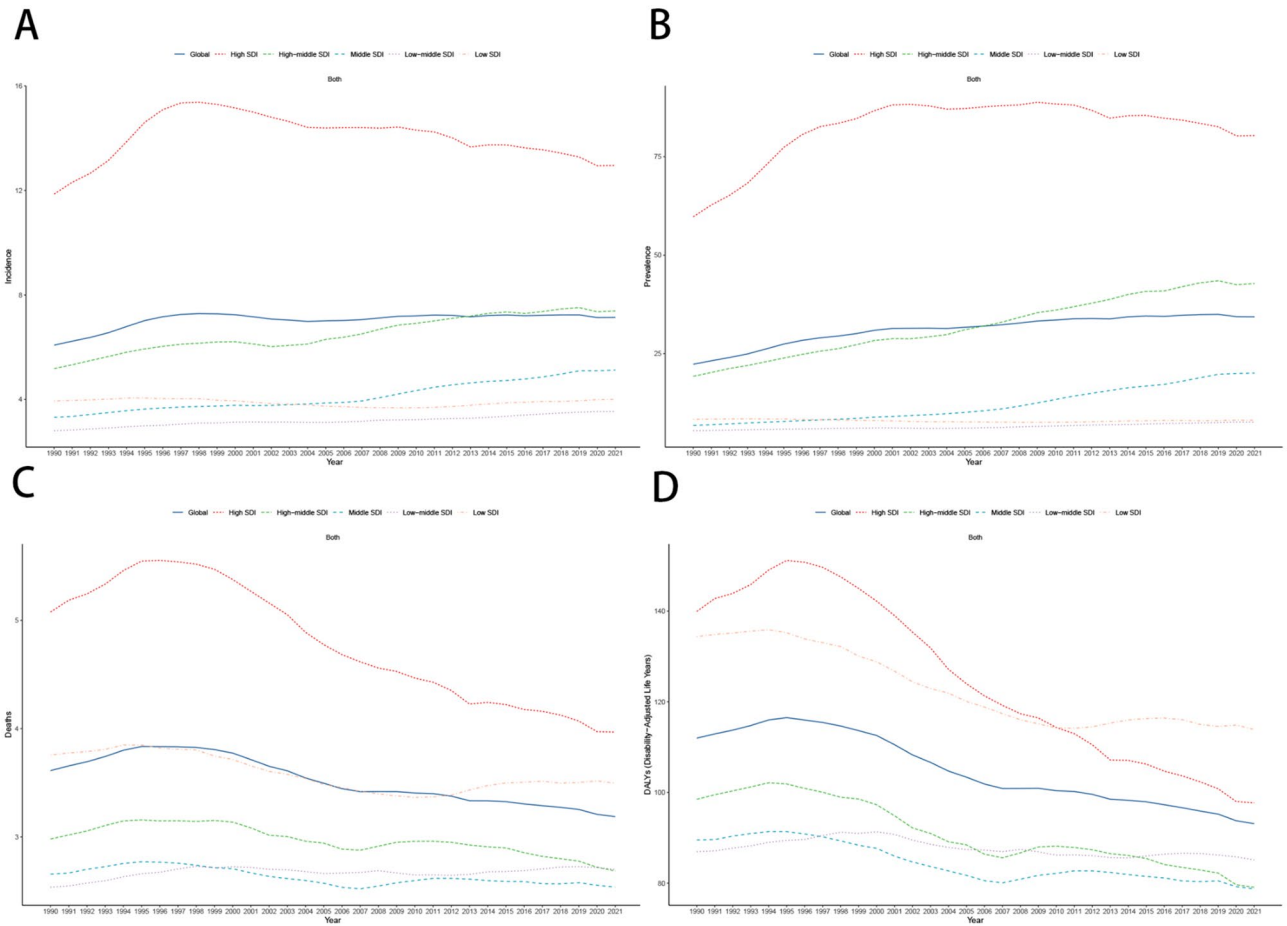 A
Global High SDI High-middle SDI Middle SDI Low-middle SDI Low SDI
Both
16
12
8
4
Incidence
1990 1991 1992 1993 1994 1995 1996 1997 1998 1999 2000 2001 2002 2003 2004 2005 2006 2007 2008 2009 2010 2011 2012 2013 2014 2015 2016 2017 2018 2019 2020 2021
Year
B
Global High SDI High-middle SDI Middle SDI Low-middle SDI Low SDI
Both
75
50
25
Prevalence
1990 1991 1992 1993 1994 1995 1996 1997 1998 1999 2000 2001 2002 2003 2004 2005 2006 2007 2008 2009 2010 2011 2012 2013 2014 2015 2016 2017 2018 2019 2020 2021
Year
C
Global High SDI High-middle SDI Middle SDI Low-middle SDI Low SDI
Both
5
4
3
Deaths
1990 1991 1992 1993 1994 1995 1996 1997 1998 1999 2000 2001 2002 2003 2004 2005 2006 2007 2008 2009 2010 2011 2012 2013 2014 2015 2016 2017 2018 2019 2020 2021
Year
D
Global High SDI High-middle SDI Middle SDI Low-middle SDI Low SDI
Both
140
120
100
80
DALYs (Disability-Adjusted Life Years)
1990 1991 1992 1993 1994 1995 1996 1997 1998 1999 2000 2001 2002 2003 2004 2005 2006 2007 2008 2009 2010 2011 2012 2013 2014 2015 2016 2017 2018 2019 2020 2021
Year